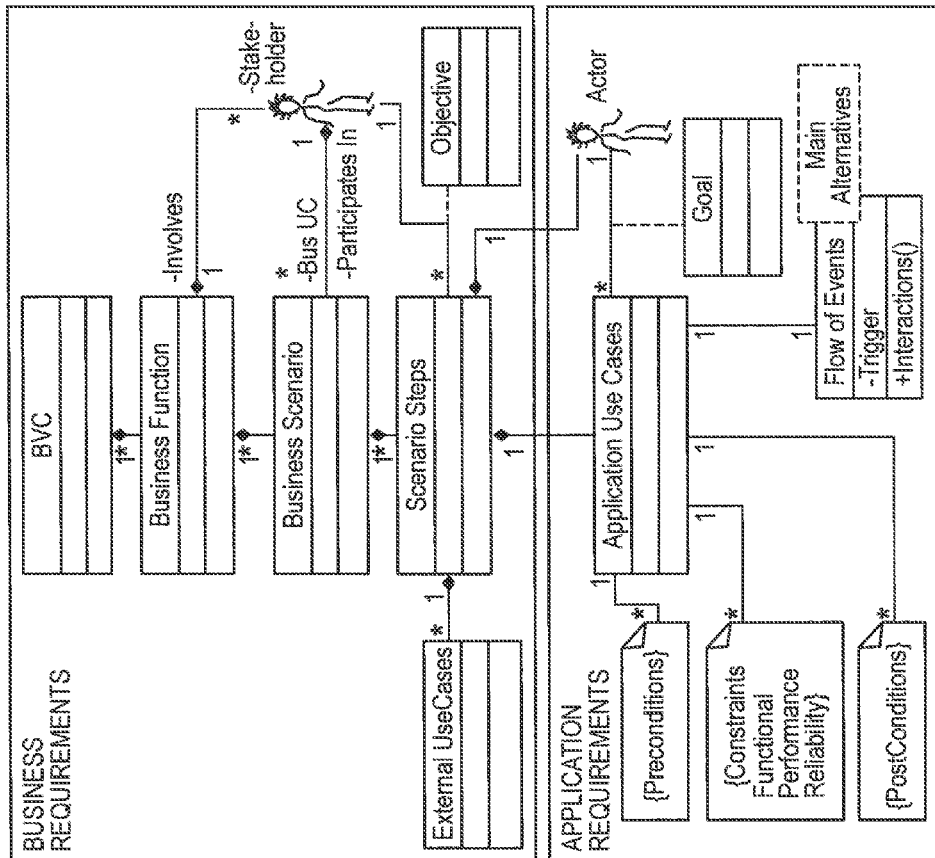 BUSINESS
REQUIREMENTS
BVC
1*
Business Function
1
-Involves
*
-Stake-
holder
1*
Business Scenario
*
-Bus UC
-Participates In
1
1
1*
Scenario Steps
*
Objective
1
External UseCases
*
1
APPLICATION
REQUIREMENTS
1
Application Use Cases
*
1
Actor
Goal
1
{Preconditions}
*
1
{Constraints
Functional
Performance
Reliability}
*
1
{PostConditions}
*
1
1
Flow of Events
-Trigger
+Interactions()
Main
Alternatives